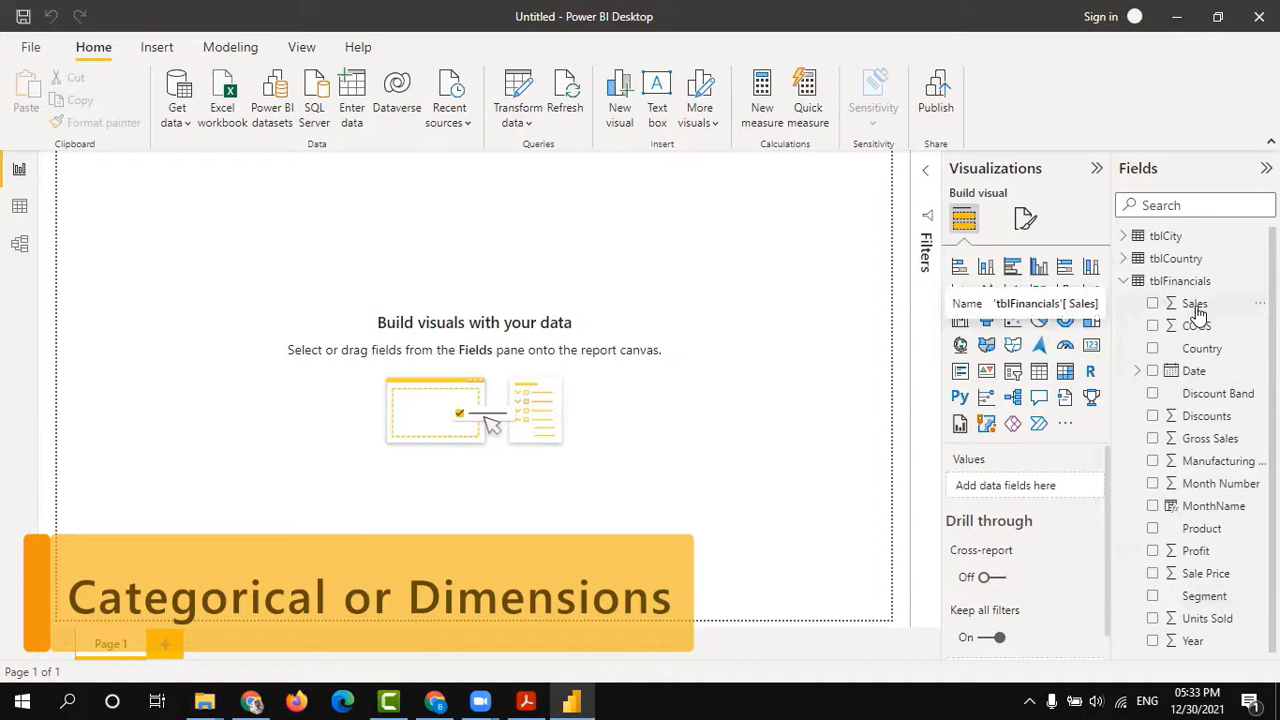 Untitled - Power BI Desktop
Sign in
File Home Insert Modeling View Help
Paste
Cut
Copy
Format painter
Clipboard
Get data
Excel workbook
Power BI datasets
SQL Server
Enter data
Dataverse
Recent sources
Data
Transform data
Refresh
Queries
New visual
Text box
More visuals
Insert
New measure
Quick measure
Calculations
Sensitivity
Sensitivity
Publish
Share
Build visuals with your data
Select or drag fields from the Fields pane onto the report canvas.
Filters
Visualizations
Build visual
Name 'tblFinancials'[ Sales]
Values
Add data fields here
Drill through
Cross-report
Off
Keep all filters
On
Fields
Search
tblCity
tblCountry
tblFinancials
Sales
Country
Date
Discount Band
Discounts
Gross Sales
Manufacturing ...
Month Number
MonthName
Product
Profit
Sale Price
Segment
Units Sold
Year
Categorical or Dimensions
Page 1
Page 1 of 1
ENG
05:33 PM
12/30/2021